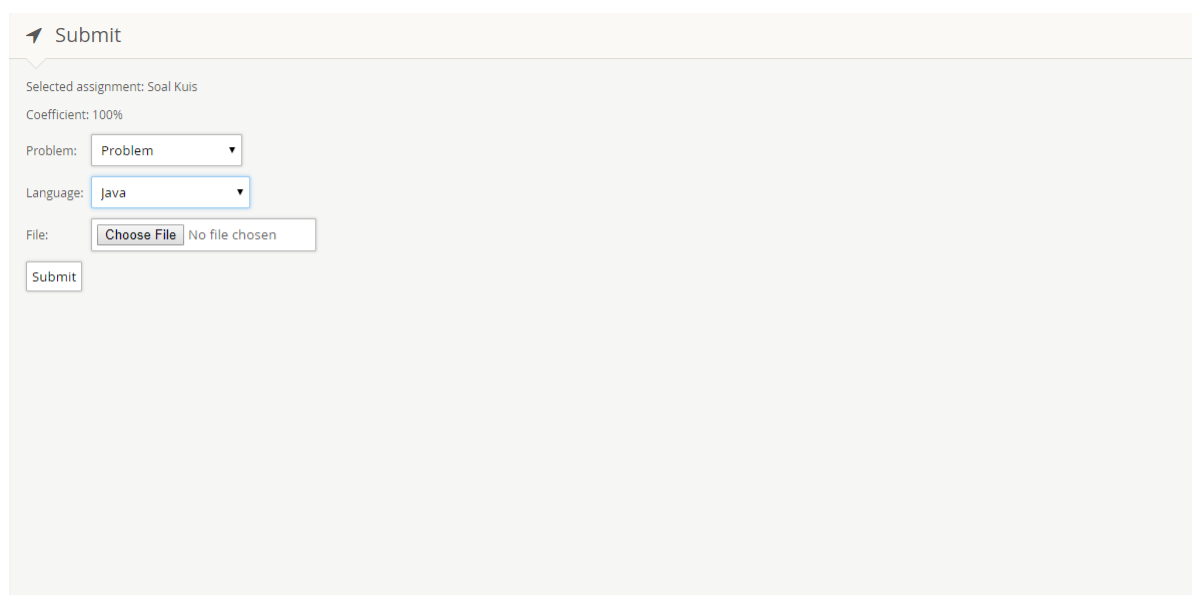 Submit
Selected assignment: Soal Kuis
Coefficient: 100%
Problem: Problem
Language: Java
File: Choose File No file chosen
Submit